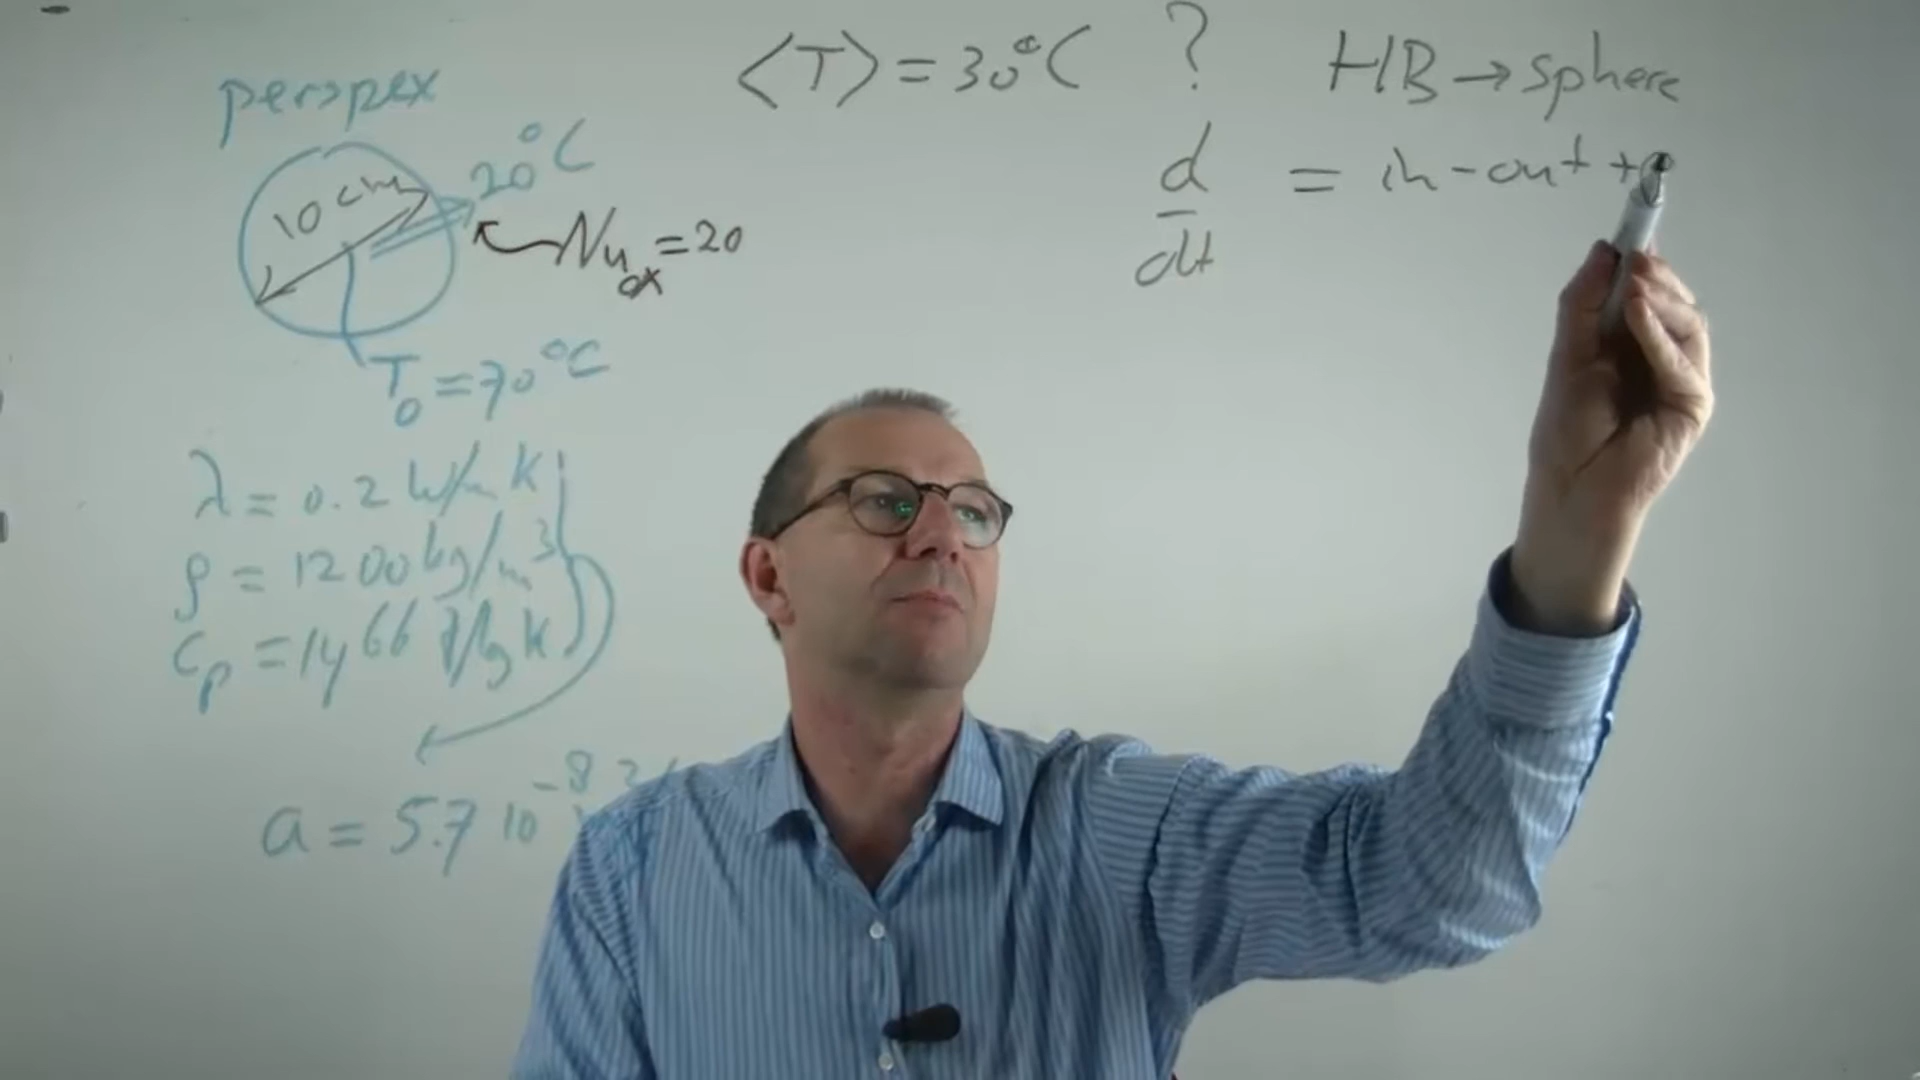 perspex
10 cm
20°C
Nu = 20
T₀ = 70°C
λ = 0.2 W/m K
ρ = 1200 kg/m³
Cp = 1466 J/kg K
a = 5.7 10⁻⁸
⟨T⟩ = 30°C ?
HB → sphere
d/dt = in - out +